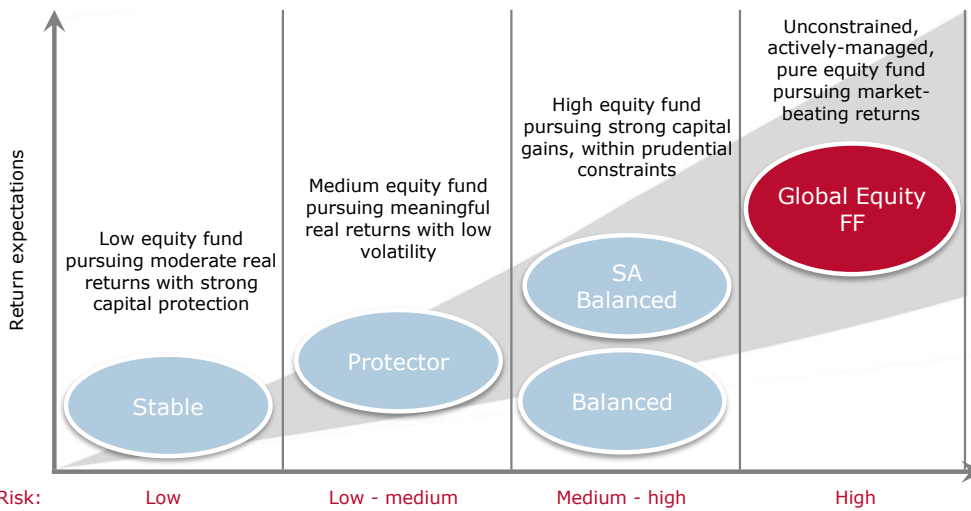 Return expectations
Low equity fund
pursuing moderate real
returns with strong
capital protection
Stable
Medium equity fund
pursuing meaningful
real returns with low
volatility
Protector
High equity fund
pursuing strong capital
gains, within prudential
constraints
SA
Balanced
Balanced
Unconstrained,
actively-managed,
pure equity fund
pursuing market-
beating returns
Global Equity
FF
Risk:
Low
Low - medium
Medium - high
High